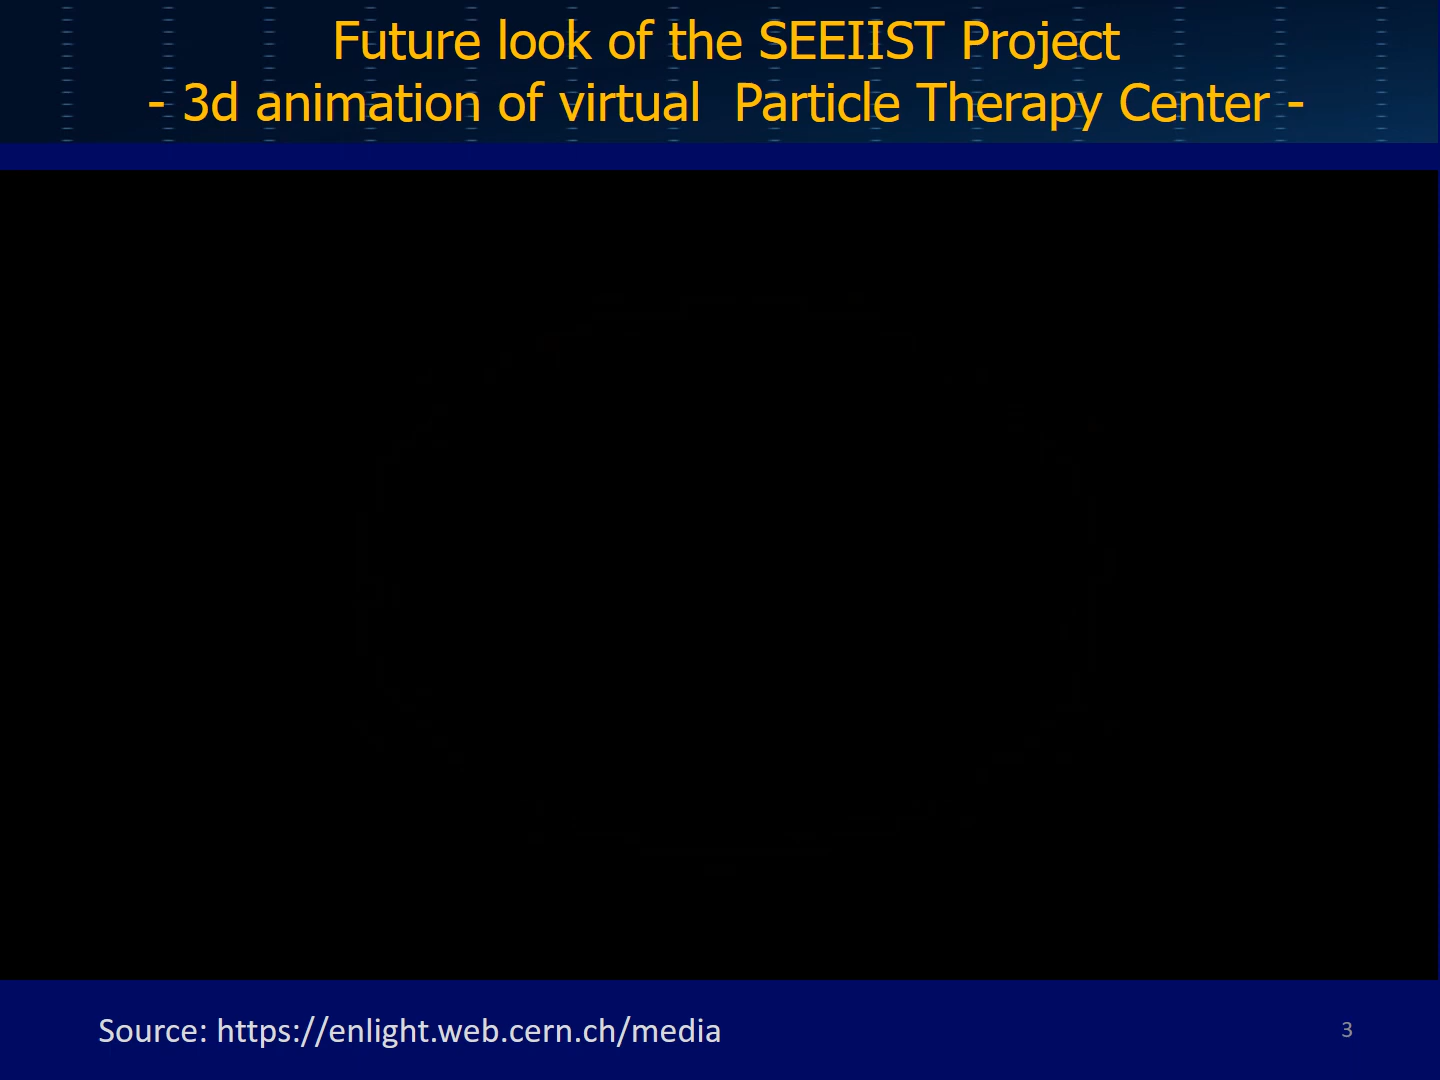 Future look of the SEEIIST Project
- 3d animation of virtual  Particle Therapy Center -
Source: https://enlight.web.cern.ch/media
3